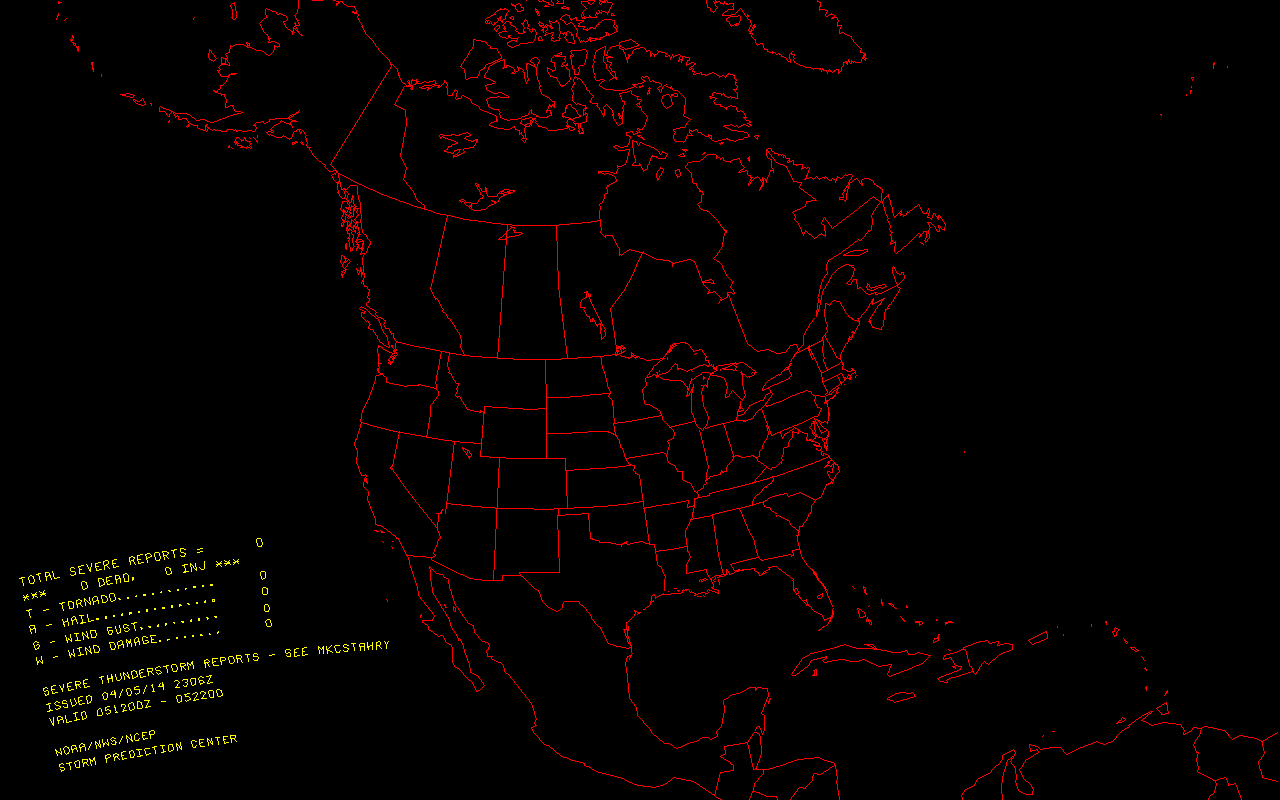 TOTAL SEVERE REPORTS = 0
*** 0 DEAD, 0 INJ ***
T - TORNADO............ 0
A - HAIL............... 0
G - WIND GUST.......... 0
W - WIND DAMAGE........ 0
SEVERE THUNDERSTORM REPORTS - SEE MKCSTAHRY
ISSUED 04/05/14 2306Z
VALID 051200Z - 052200
NOAA/NWS/NCEP
STORM PREDICTION CENTER